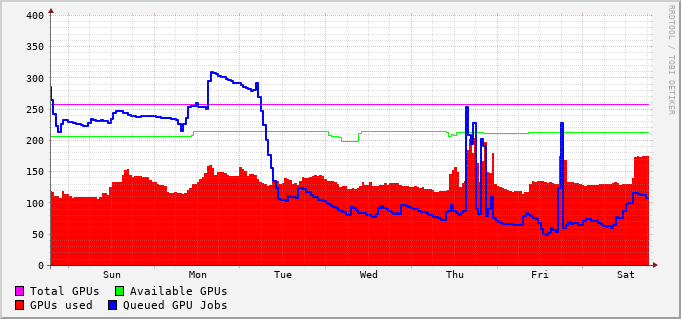 400
350
300
250
200
150
100
50
0
Sun Mon Tue Wed Thu Fri Sat
Total GPUs Available GPUs
GPUs used Queued GPU Jobs
RRDTOOL / TOBI OETIKER